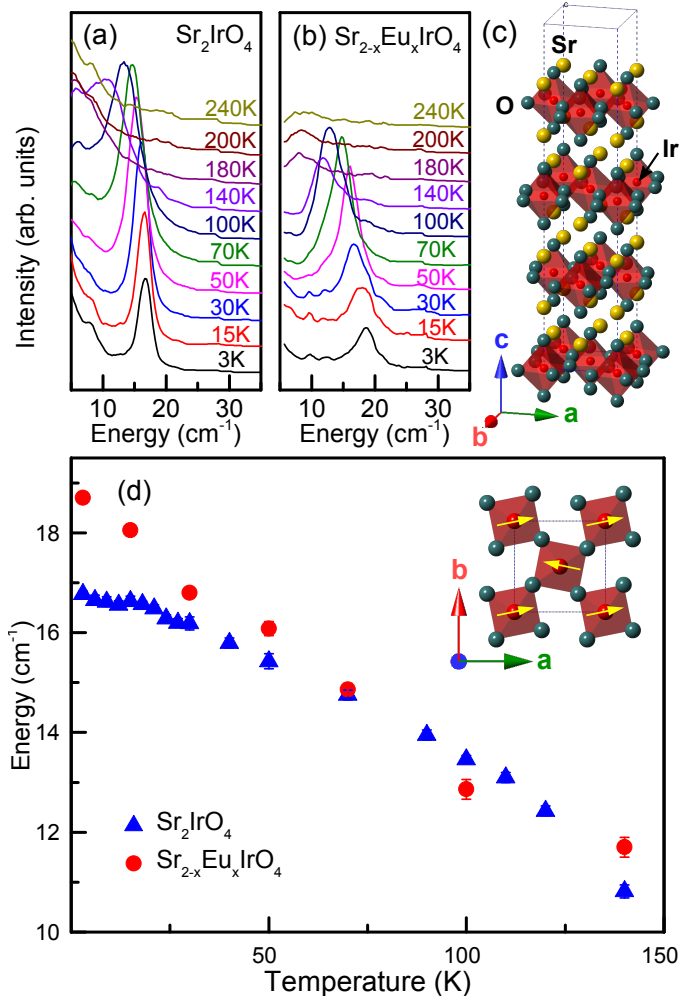 (a) Sr₂IrO₄
240K
200K
180K
140K
100K
70K
50K
30K
15K
3K
Intensity (arb. units)
10 20 30
Energy (cm⁻¹)
(b) Sr₂₋ₓEuₓIrO₄
240K
200K
180K
140K
100K
70K
50K
30K
15K
3K
10 20 30
Energy (cm⁻¹)
(c)
c
Sr
O
Ir
c
a
b
(d)
18
16
14
12
10
Energy (cm⁻¹)
b
a
Sr₂IrO₄
Sr₂₋ₓEuₓIrO₄
50 100 150
Temperature (K)